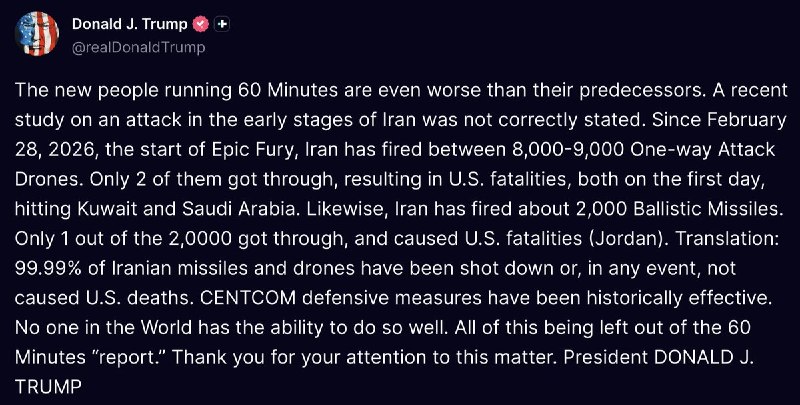 Donald J. Trump
@realDonaldTrump
The new people running 60 Minutes are even worse than their predecessors. A recent
study on an attack in the early stages of Iran was not correctly stated. Since February
28, 2026, the start of Epic Fury, Iran has fired between 8,000-9,000 One-way Attack
Drones. Only 2 of them got through, resulting in U.S. fatalities, both on the first day,
hitting Kuwait and Saudi Arabia. Likewise, Iran has fired about 2,000 Ballistic Missiles.
Only 1 out of the 2,0000 got through, and caused U.S. fatalities (Jordan). Translation:
99.99% of Iranian missiles and drones have been shot down or, in any event, not
caused U.S. deaths. CENTCOM defensive measures have been historically effective.
No one in the World has the ability to do so well. All of this being left out of the 60
Minutes “report.” Thank you for your attention to this matter. President DONALD J.
TRUMP